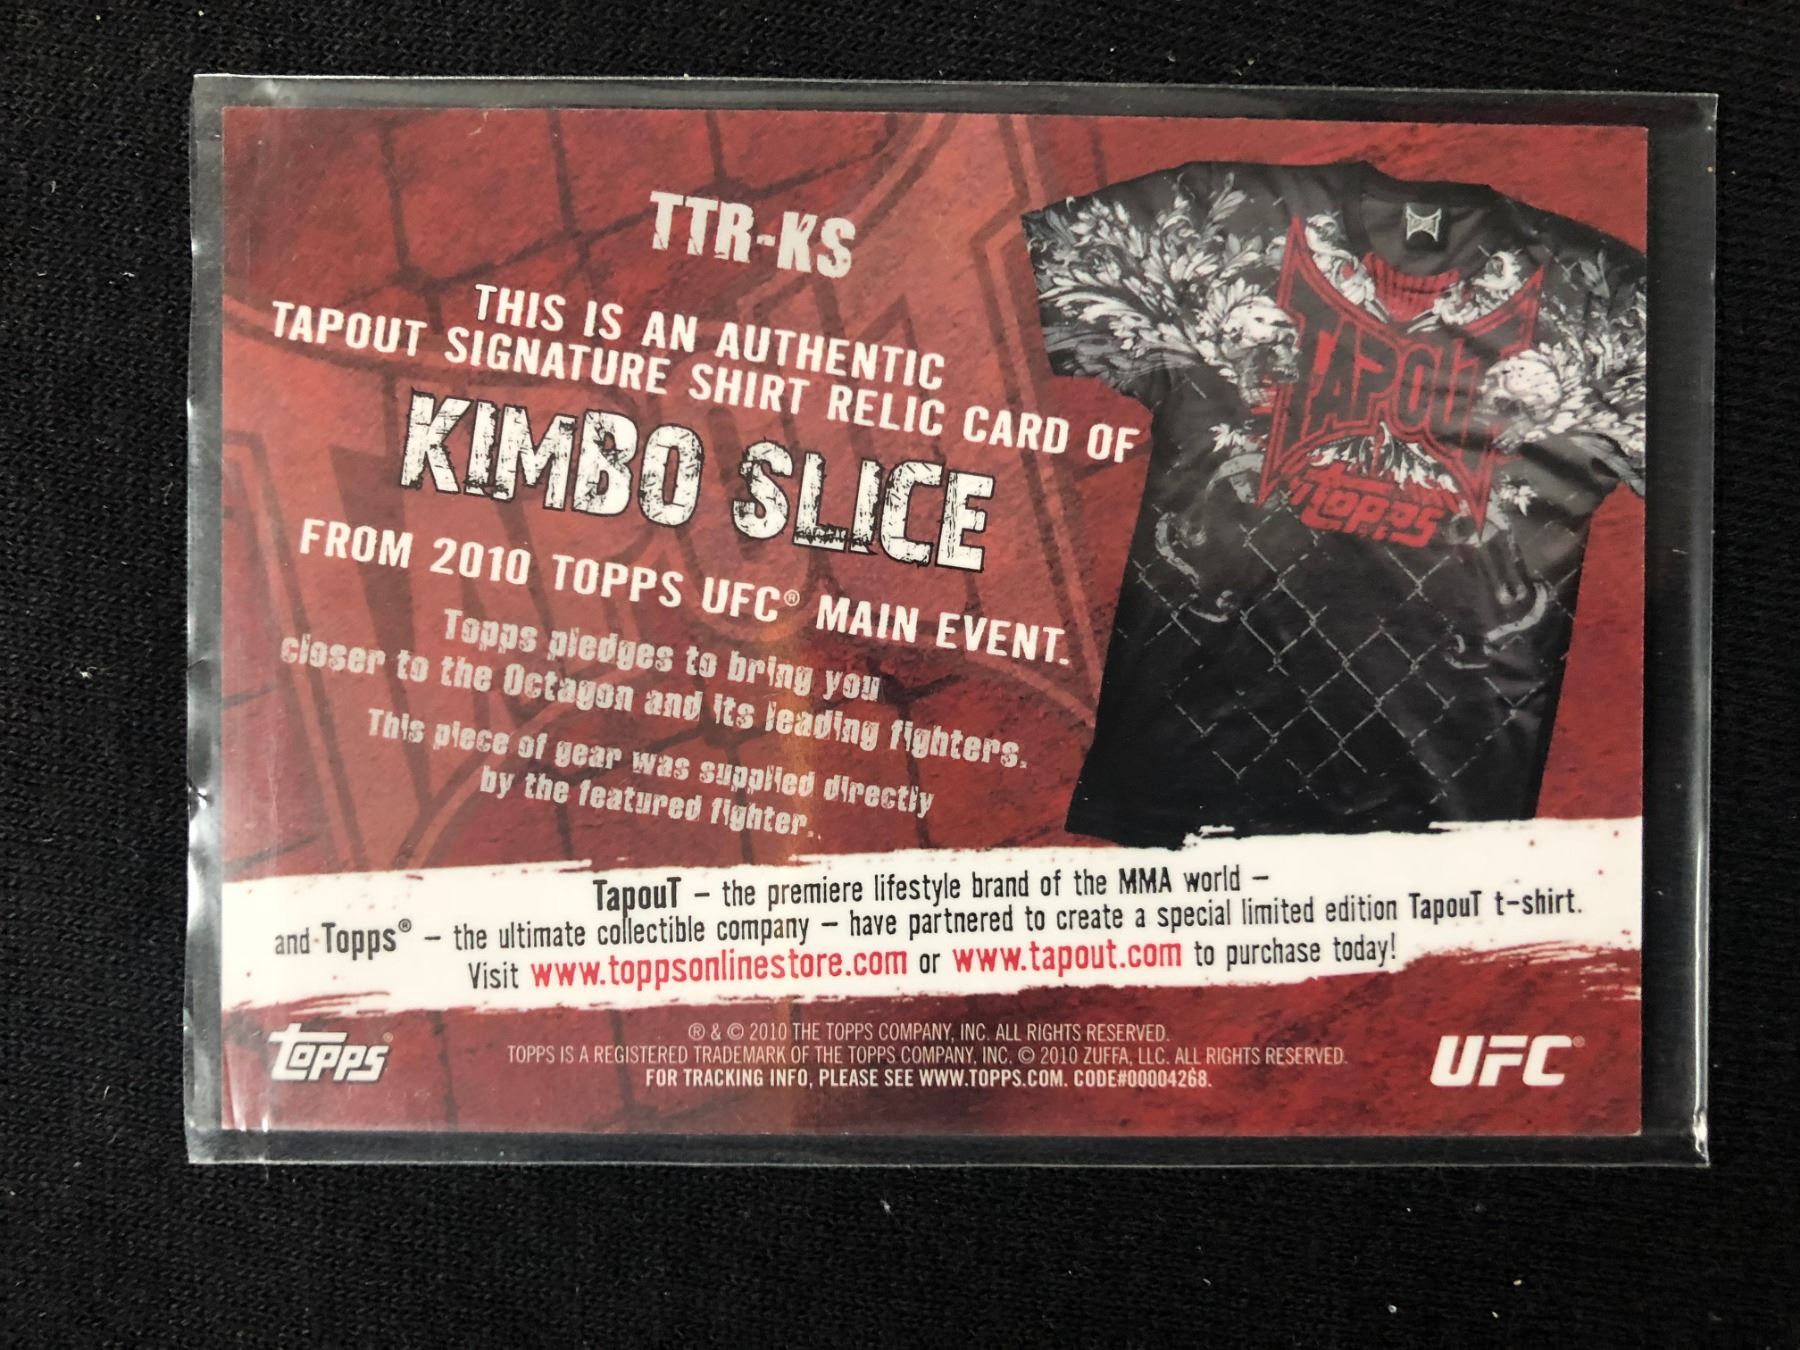 TTR-KS
THIS IS AN AUTHENTIC
TAPOUT SIGNATURE SHIRT RELIC CARD OF
KIMBO SLICE
FROM 2010 TOPPS UFC® MAIN EVENT.
Topps pledges to bring you
closer to the Octagon and its leading fighters.
This piece of gear was supplied directly
by the featured fighter.
TAPOUT
Topps
TapouT – the premiere lifestyle brand of the MMA world –
and Topps® – the ultimate collectible company – have partnered to create a special limited edition TapouT t-shirt.
Visit www.toppsonlinestore.com or www.tapout.com to purchase today!
Topps®
® & © 2010 THE TOPPS COMPANY, INC. ALL RIGHTS RESERVED.
TOPPS IS A REGISTERED TRADEMARK OF THE TOPPS COMPANY, INC. © 2010 ZUFFA, LLC. ALL RIGHTS RESERVED.
FOR TRACKING INFO, PLEASE SEE WWW.TOPPS.COM. CODE#00004268.
UFC®